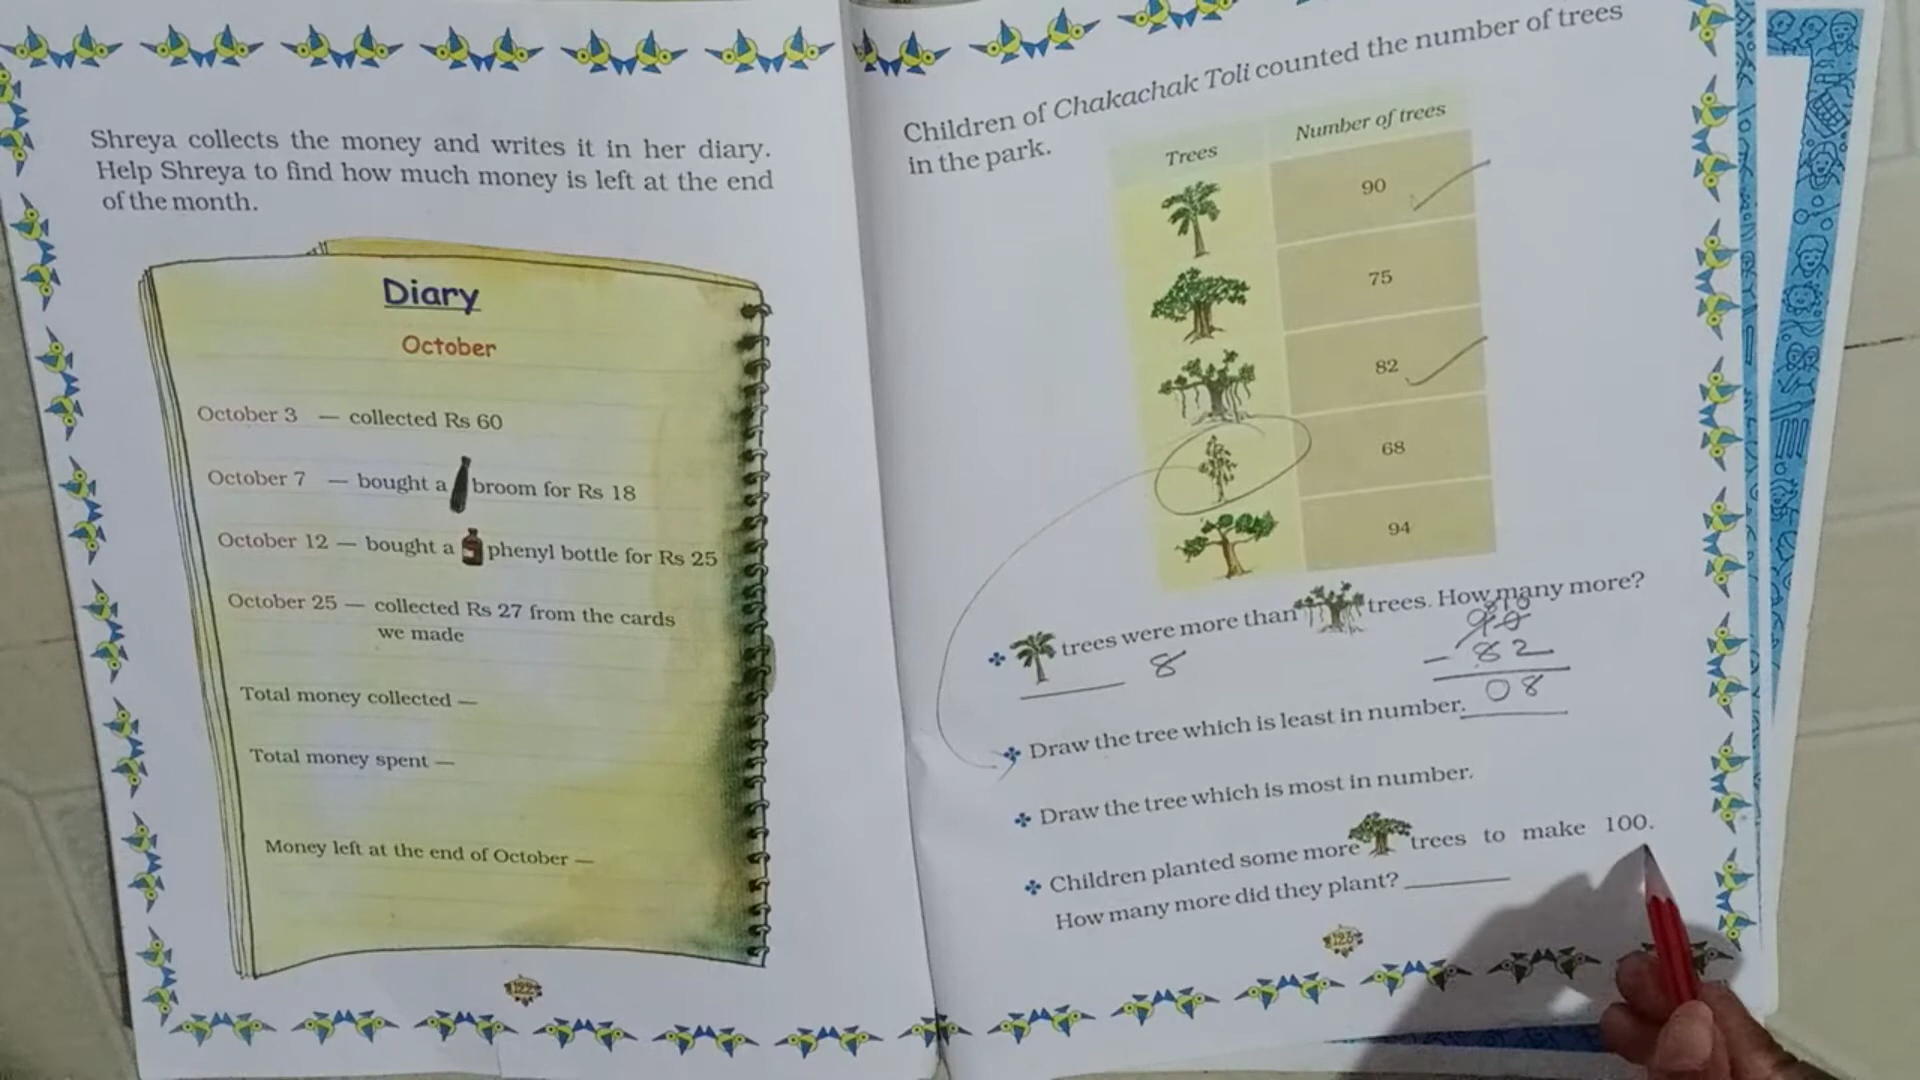 Shreya collects the money and writes it in her diary.
Help Shreya to find how much money is left at the end
of the month.
Diary
October
October 3 — collected Rs 60
October 7 — bought a broom for Rs 18
October 12 — bought a phenyl bottle for Rs 25
October 25 — collected Rs 27 from the cards
we made
Total money collected —
Total money spent —
Money left at the end of October —
122
Children of Chakachak Toli counted the number of trees
in the park.
Trees Number of trees
90
75
82
68
94
trees were more than trees. How many more?
8
8 10
90
- 82
08
Draw the tree which is least in number.
Draw the tree which is most in number.
Children planted some more trees to make 100.
How many more did they plant?
123